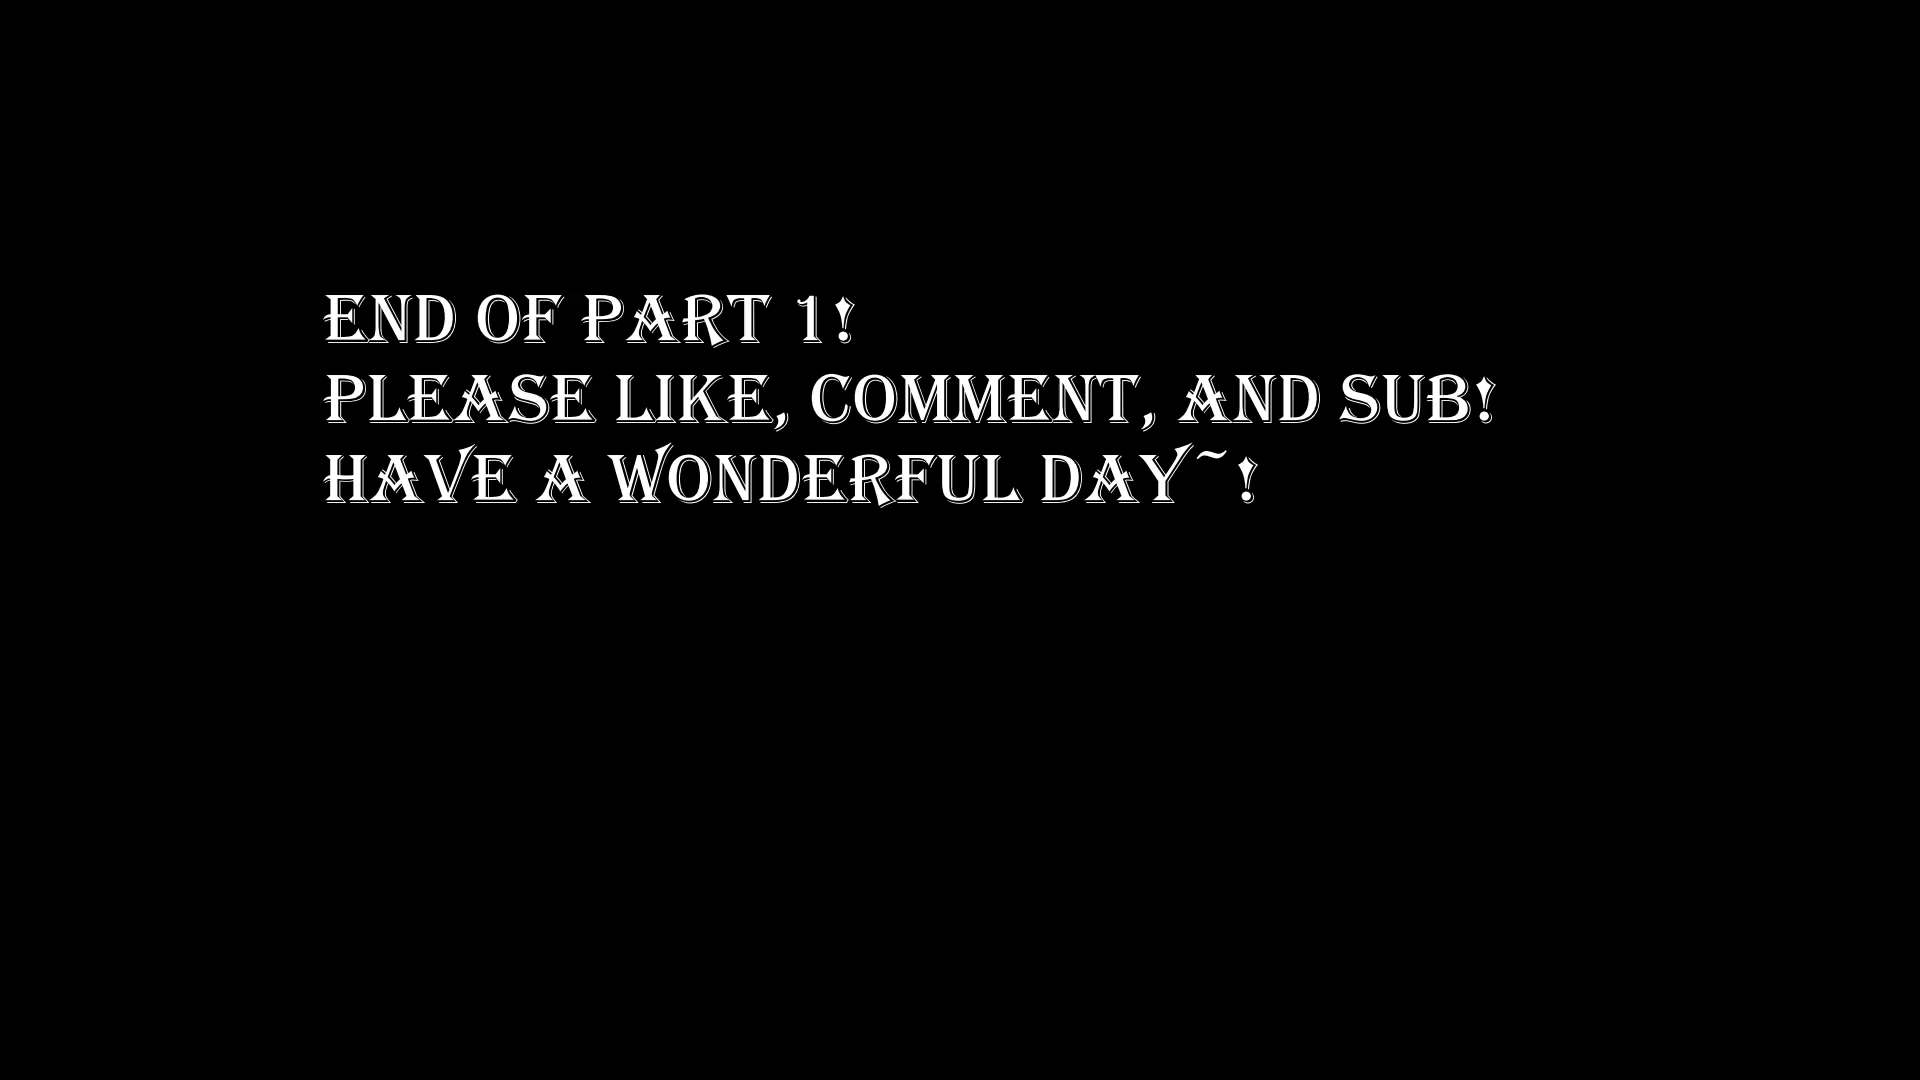 END OF PART 1!
PLEASE LIKE, COMMENT, AND SUB!
HAVE A WONDERFUL DAY~!